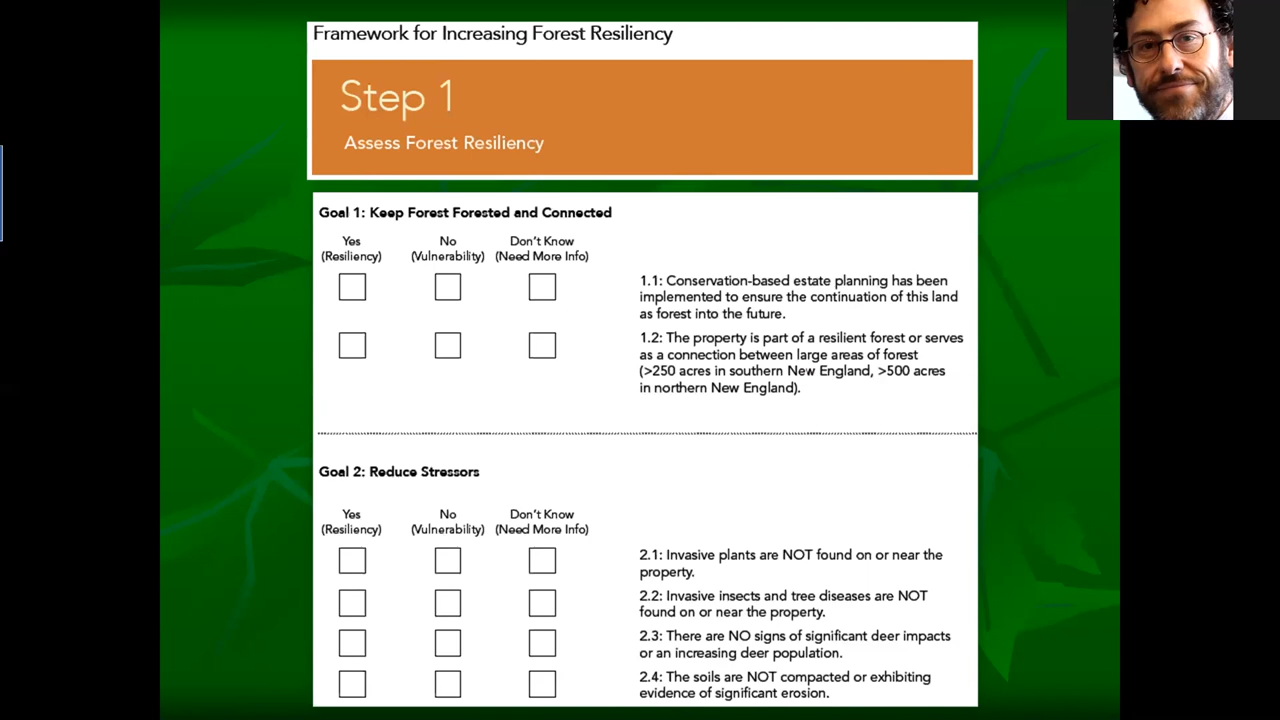 Framework for Increasing Forest Resiliency
Step 1
Assess Forest Resiliency
Goal 1: Keep Forest Forested and Connected
Yes No Don't Know
(Resiliency) (Vulnerability) (Need More Info)
1.1: Conservation-based estate planning has been
implemented to ensure the continuation of this land
as forest into the future.
1.2: The property is part of a resilient forest or serves
as a connection between large areas of forest
(>250 acres in southern New England, >500 acres
in northern New England).
Goal 2: Reduce Stressors
Yes No Don't Know
(Resiliency) (Vulnerability) (Need More Info)
2.1: Invasive plants are NOT found on or near the
property.
2.2: Invasive insects and tree diseases are NOT
found on or near the property.
2.3: There are NO signs of significant deer impacts
or an increasing deer population.
2.4: The soils are NOT compacted or exhibiting
evidence of significant erosion.